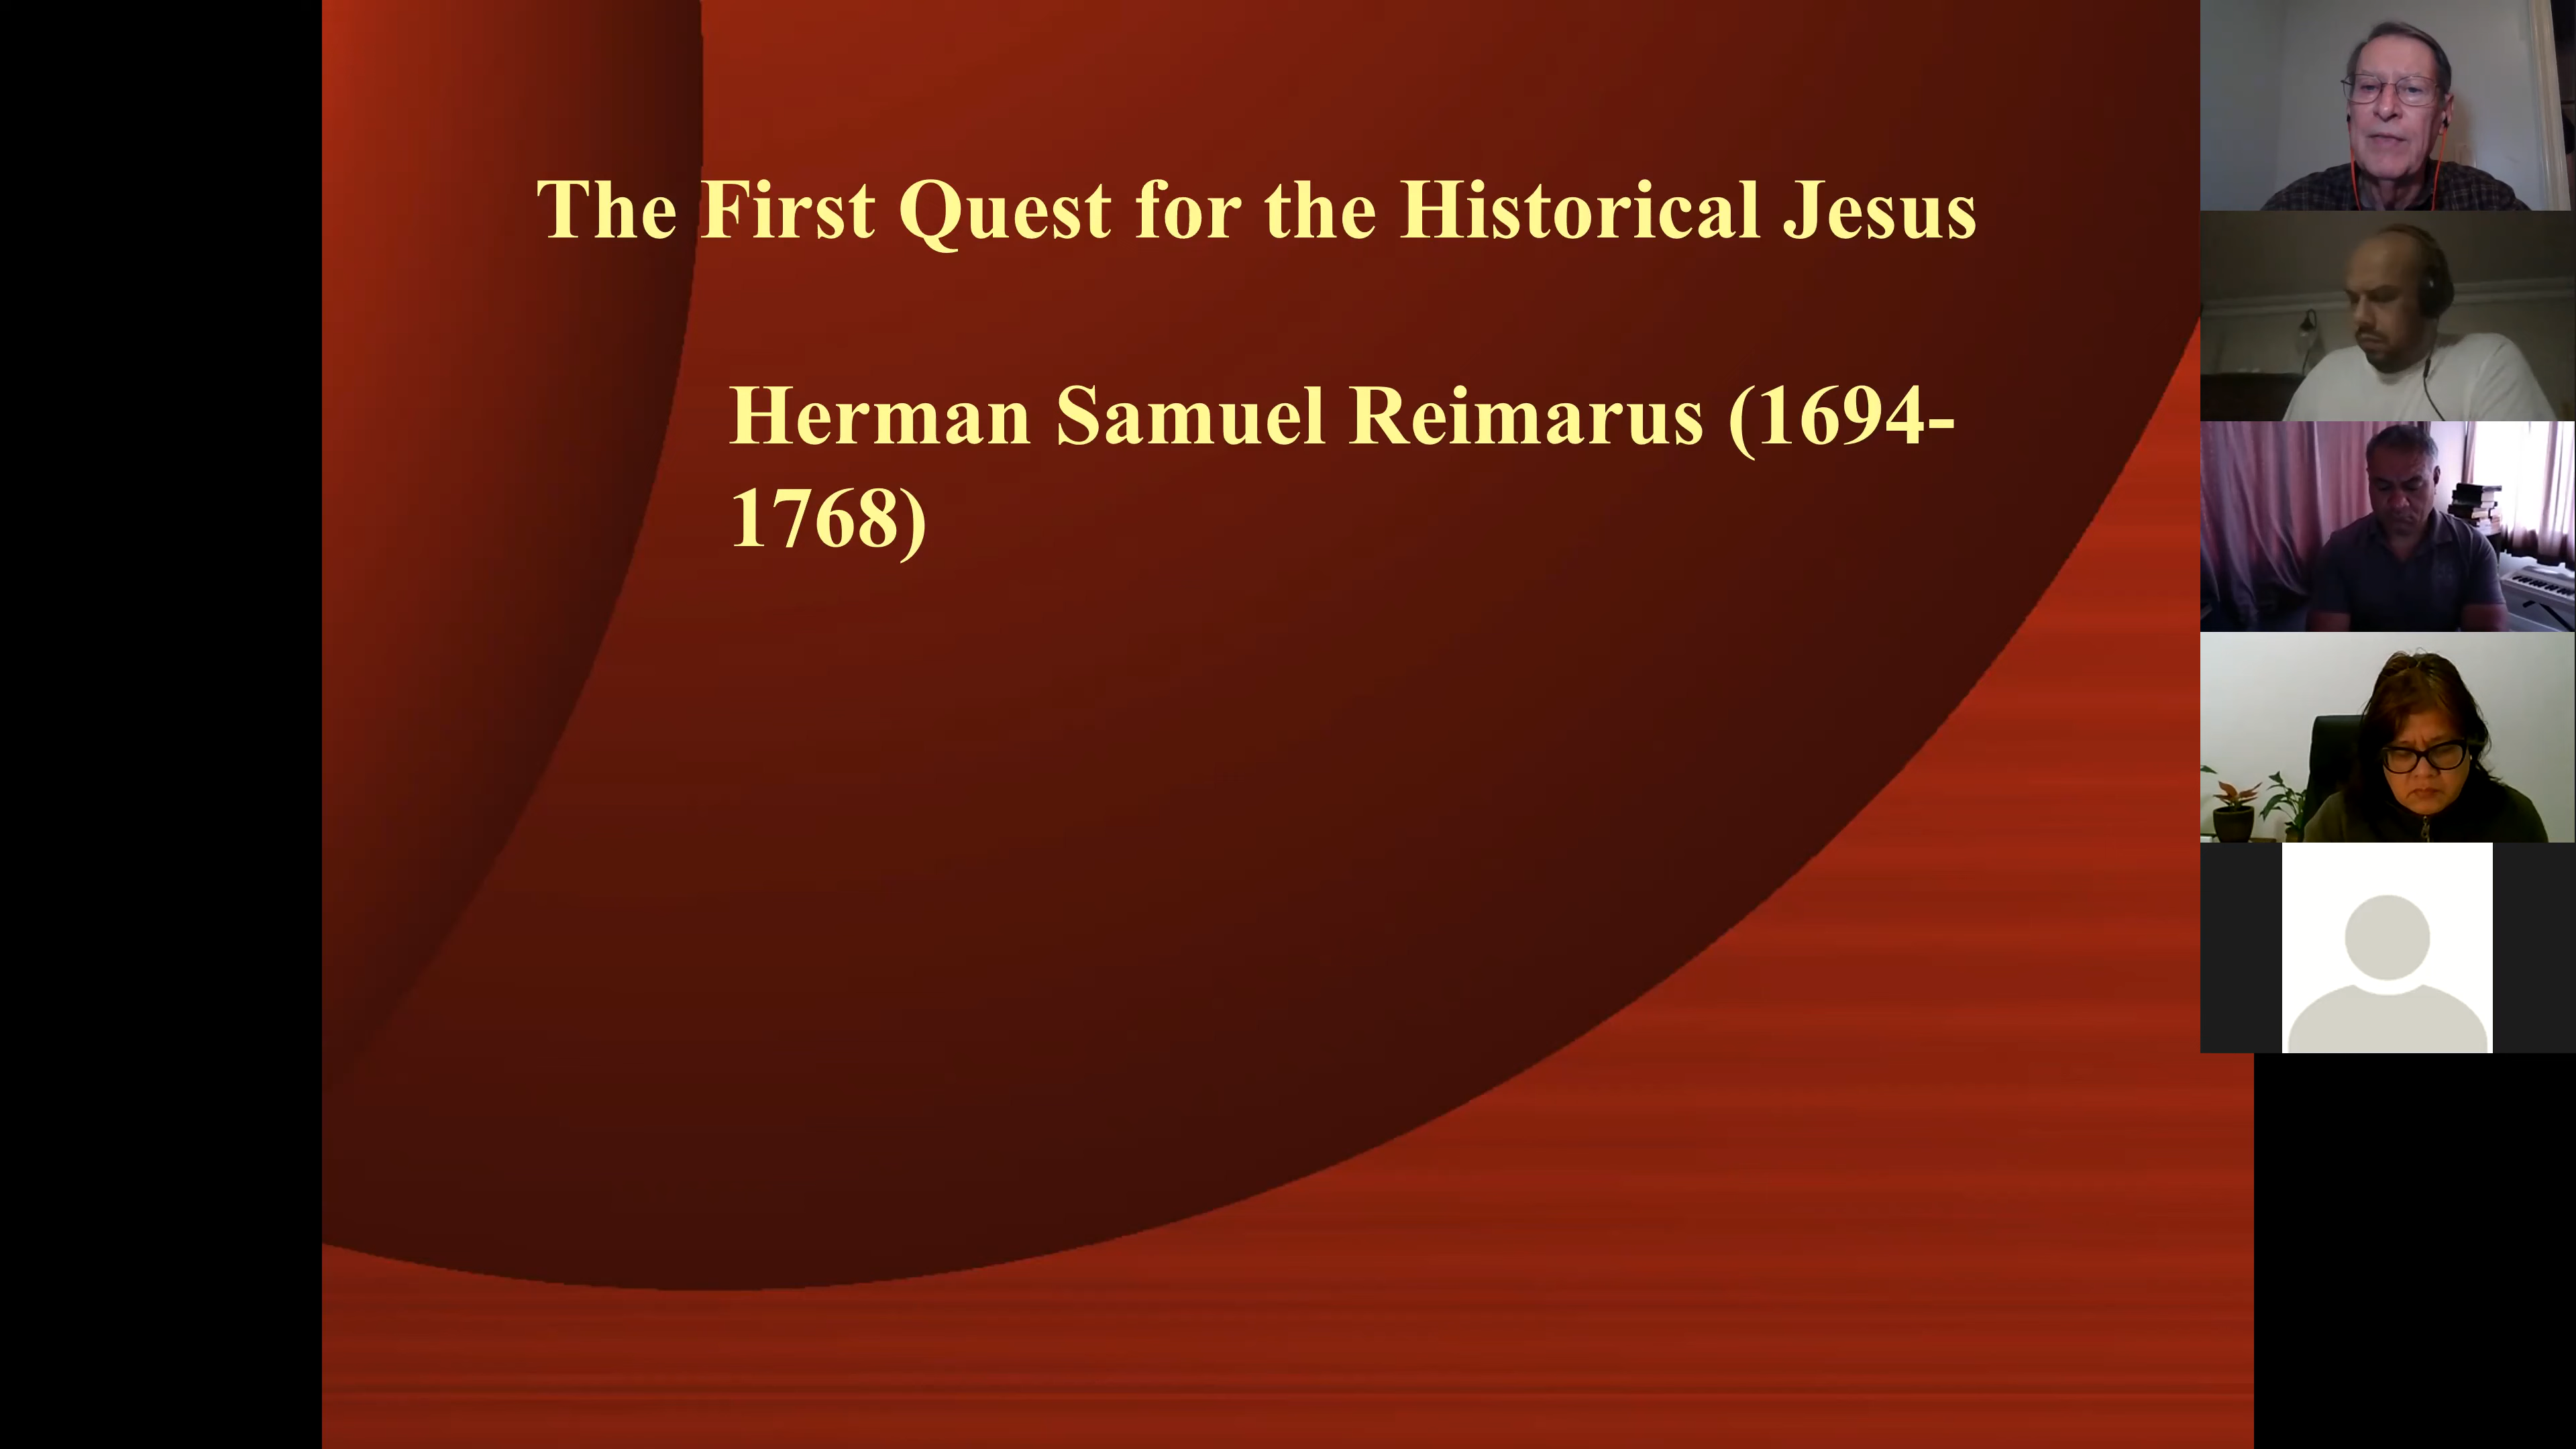 The First Quest for the Historical Jesus
Herman Samuel Reimarus (1694-
1768)